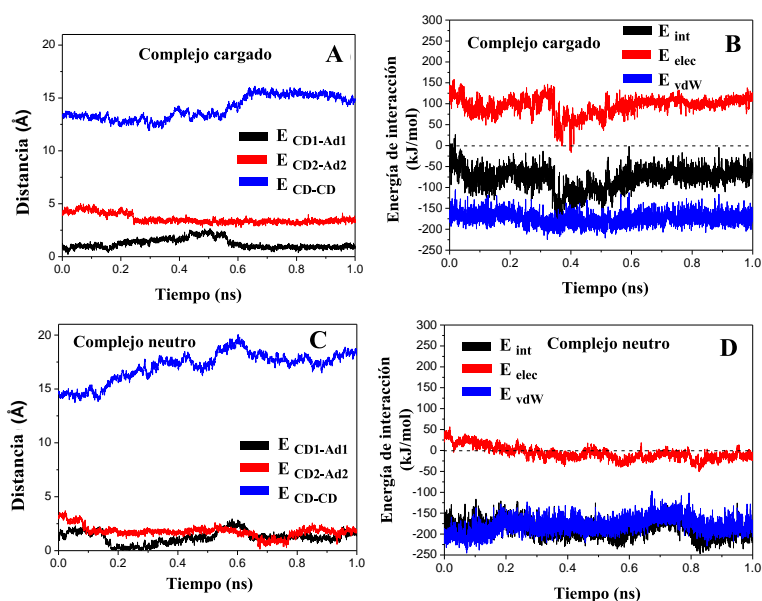 Complejo cargado A
20
15
10
5
0
Distancia (Å)
E CD1-Ad1
E CD2-Ad2
E CD-CD
0.0 0.2 0.4 0.6 0.8 1.0
Tiempo (ns)
Complejo cargado B
300
250
200
150
100
50
0
-50
-100
-150
-200
-250
Energía de interacción
(kJ/mol)
E int
E elec
E vdW
0.0 0.2 0.4 0.6 0.8 1.0
Tiempo (ns)
Complejo neutro C
20
15
10
5
0
Distancia (Å)
E CD1-Ad1
E CD2-Ad2
E CD-CD
0.0 0.2 0.4 0.6 0.8 1.0
Tiempo (ns)
Complejo neutro D
300
250
200
150
100
50
0
-50
-100
-150
-200
-250
Energía de interacción
(kJ/mol)
E int
E elec
E vdW
0.0 0.2 0.4 0.6 0.8 1.0
Tiempo (ns)